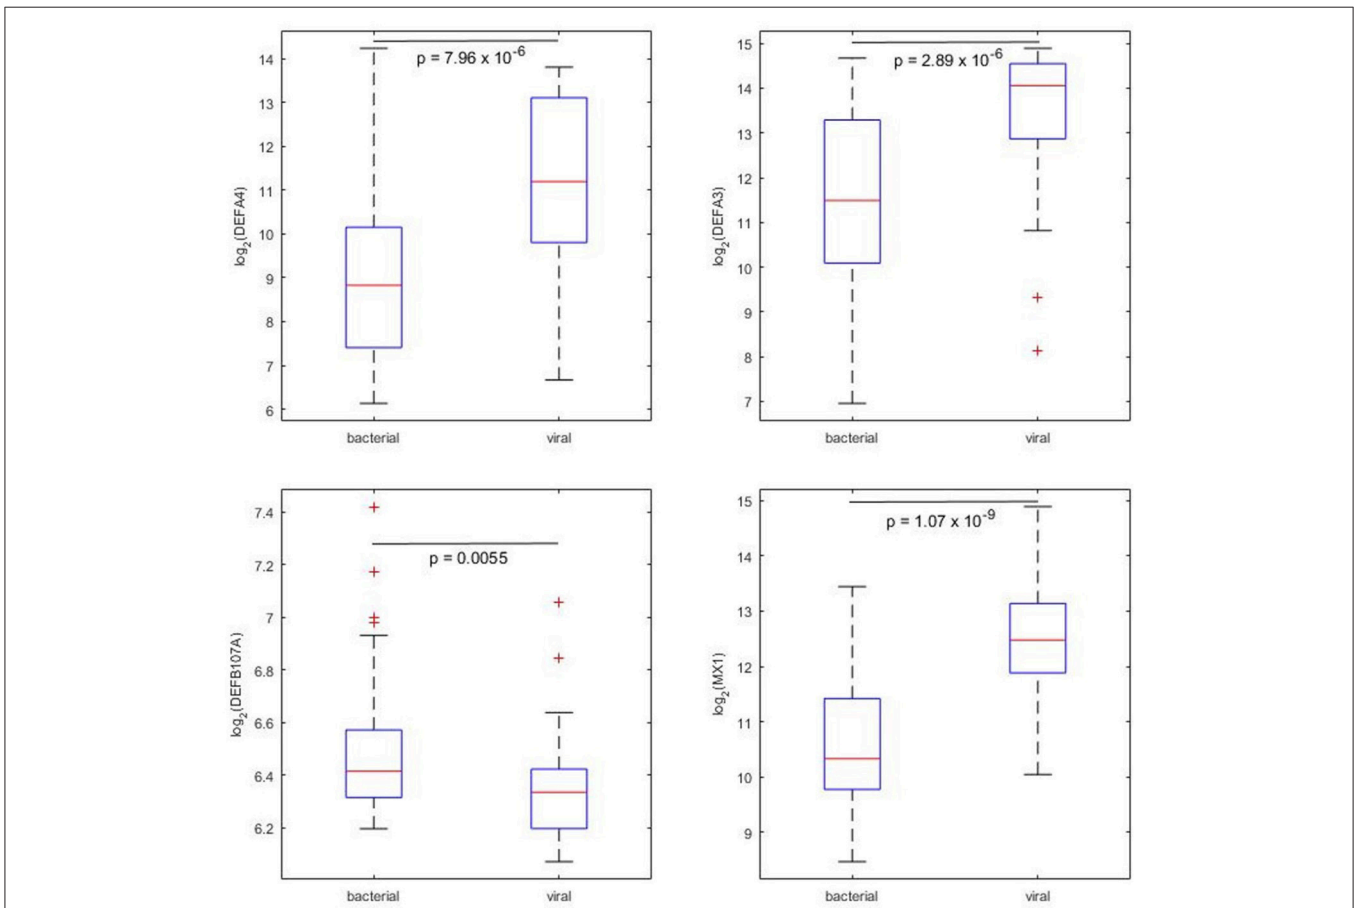 log2(DEFA4)
14
13
12
11
10
9
8
7
6
p = 7.96 x 10-6
bacterial
viral
log2(DEFA3)
15
14
13
12
11
10
9
8
7
p = 2.89 x 10-6
bacterial
viral
log2(DEFB107A)
7.4
7.2
7
6.8
6.6
6.4
6.2
p = 0.0055
bacterial
viral
log2(MX1)
15
14
13
12
11
10
9
p = 1.07 x 10-9
bacterial
viral